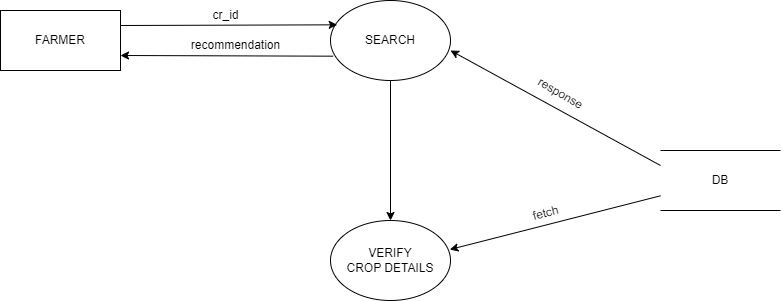 cr_id
FARMER
SEARCH
recommendation
response
DB
fetch
VERIFY
CROP DETAILS